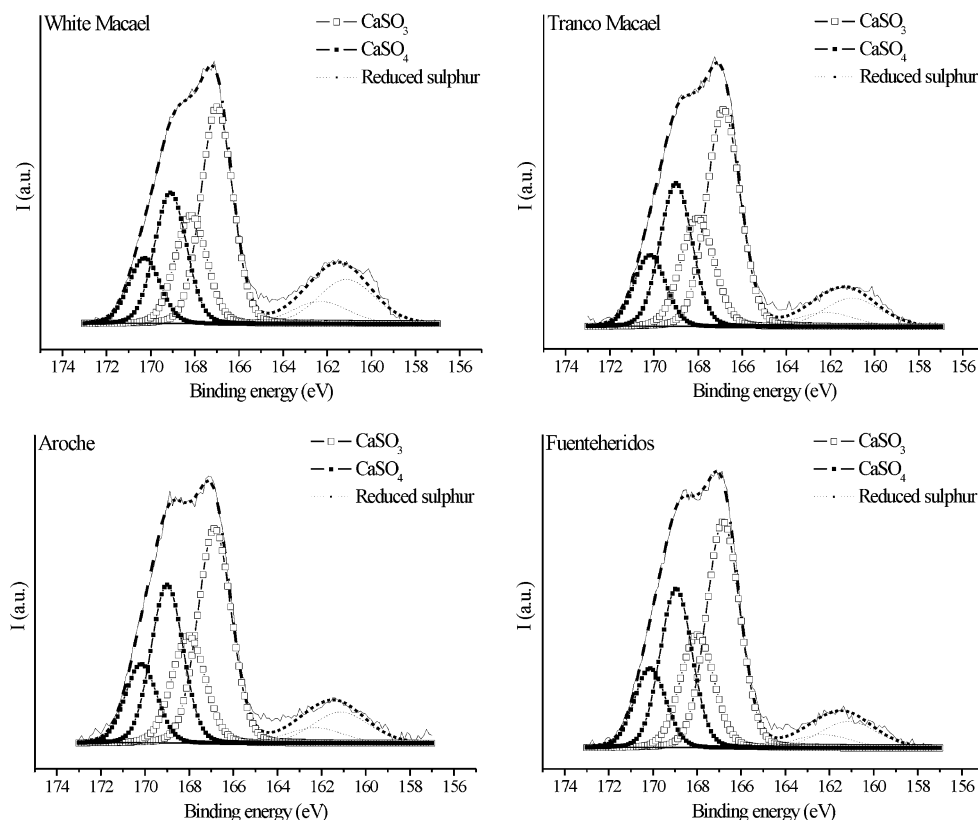 White Macael
CaSO3
CaSO4
Reduced sulphur
I (a.u.)
174 172 170 168 166 164 162 160 158 156
Binding energy (eV)
Tranco Macael
CaSO3
CaSO4
Reduced sulphur
I (a.u.)
174 172 170 168 166 164 162 160 158 156
Binding energy (eV)
Aroche
CaSO3
CaSO4
Reduced sulphur
I (a.u.)
174 172 170 168 166 164 162 160 158 156
Binding energy (eV)
Fuenteheridos
CaSO3
CaSO4
Reduced sulphur
I (a.u.)
174 172 170 168 166 164 162 160 158 156
Binding energy (eV)